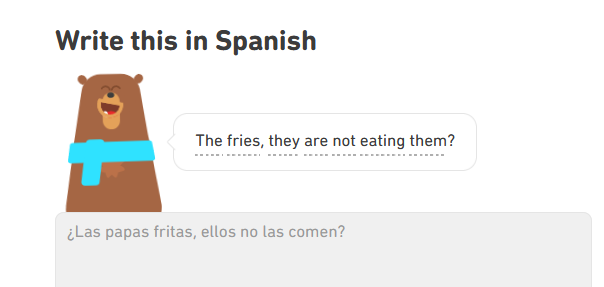 Write this in Spanish
The fries, they are not eating them?
¿Las papas fritas, ellos no las comen?